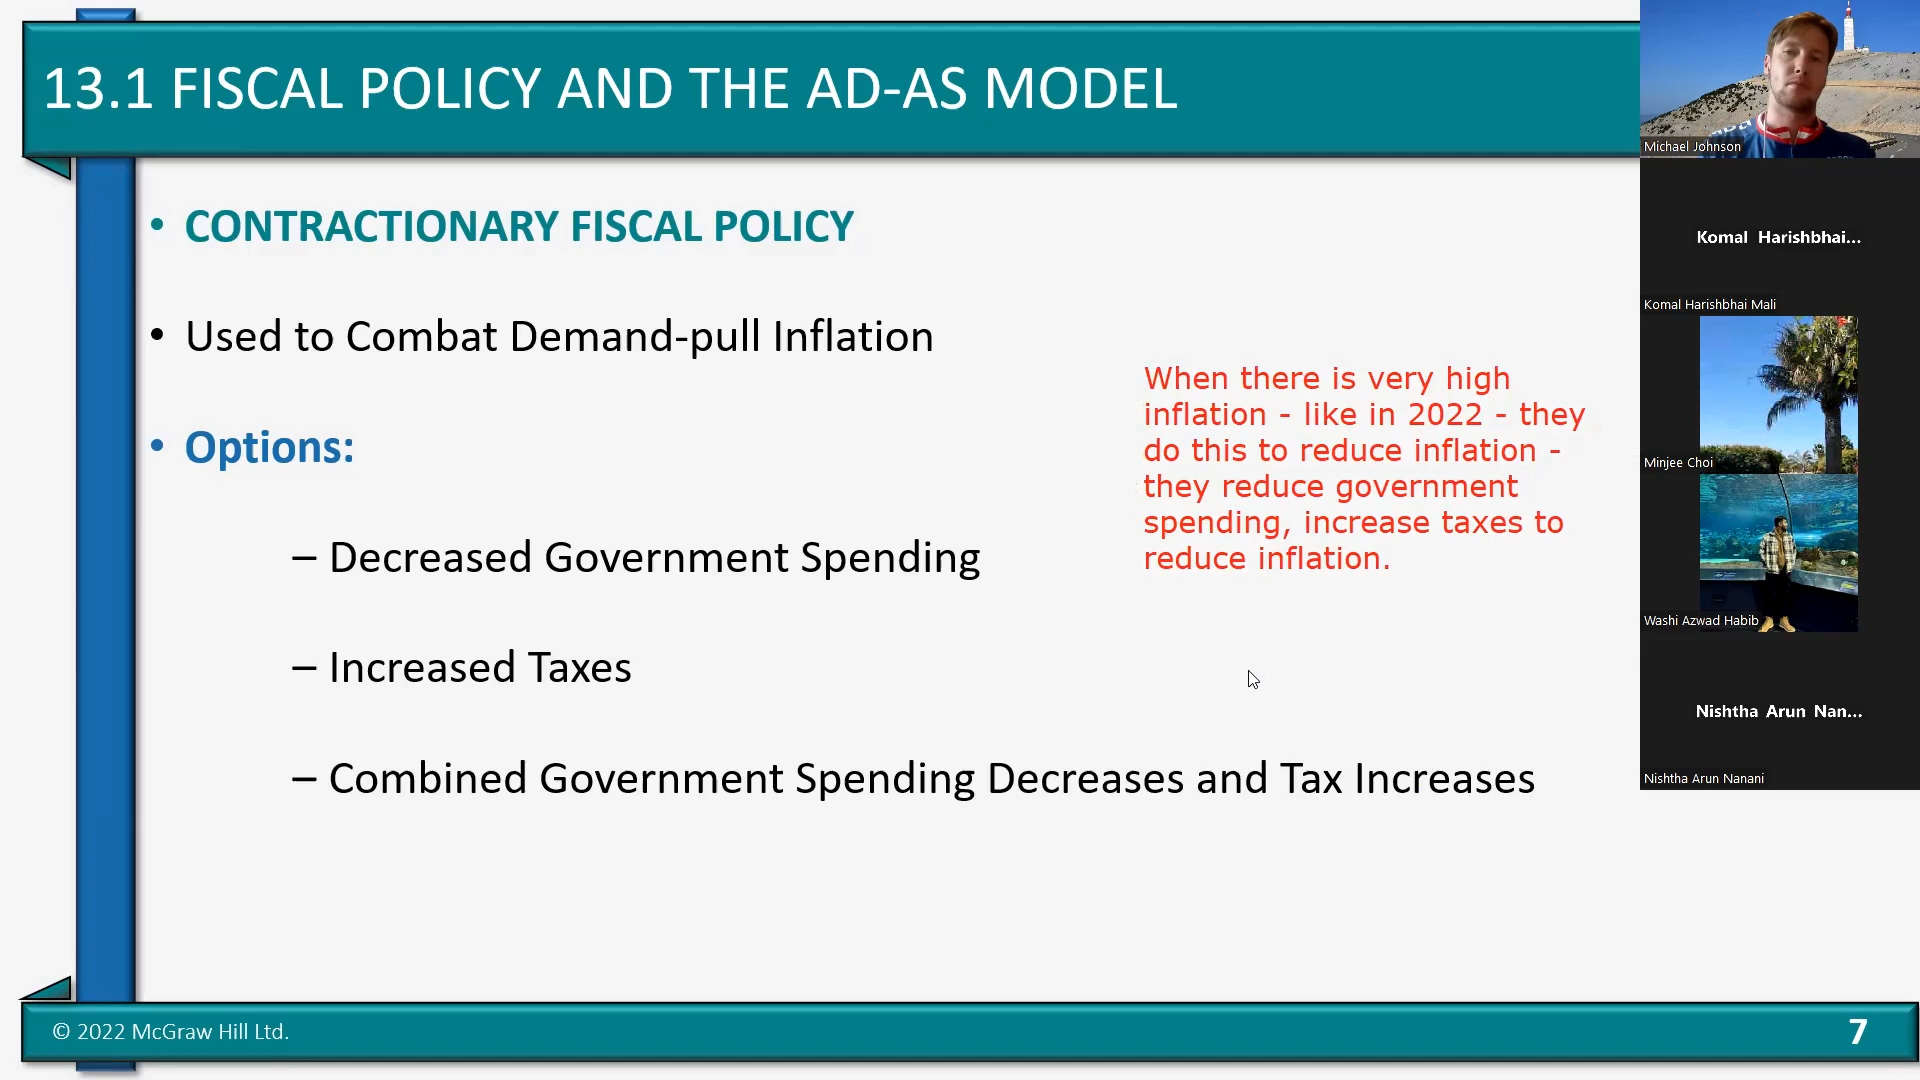 13.1 FISCAL POLICY AND THE AD-AS MODEL
• CONTRACTIONARY FISCAL POLICY
• Used to Combat Demand-pull Inflation
• Options:
– Decreased Government Spending
– Increased Taxes
– Combined Government Spending Decreases and Tax Increases
When there is very high
inflation - like in 2022 - they
do this to reduce inflation -
they reduce government
spending, increase taxes to
reduce inflation.
Michael Johnson
Komal Harishbhai...
Komal Harishbhai Mali
Minjee Choi
Washi Azwad Habib
Nishtha Arun Nan...
Nishtha Arun Nanani
© 2022 McGraw Hill Ltd.
7